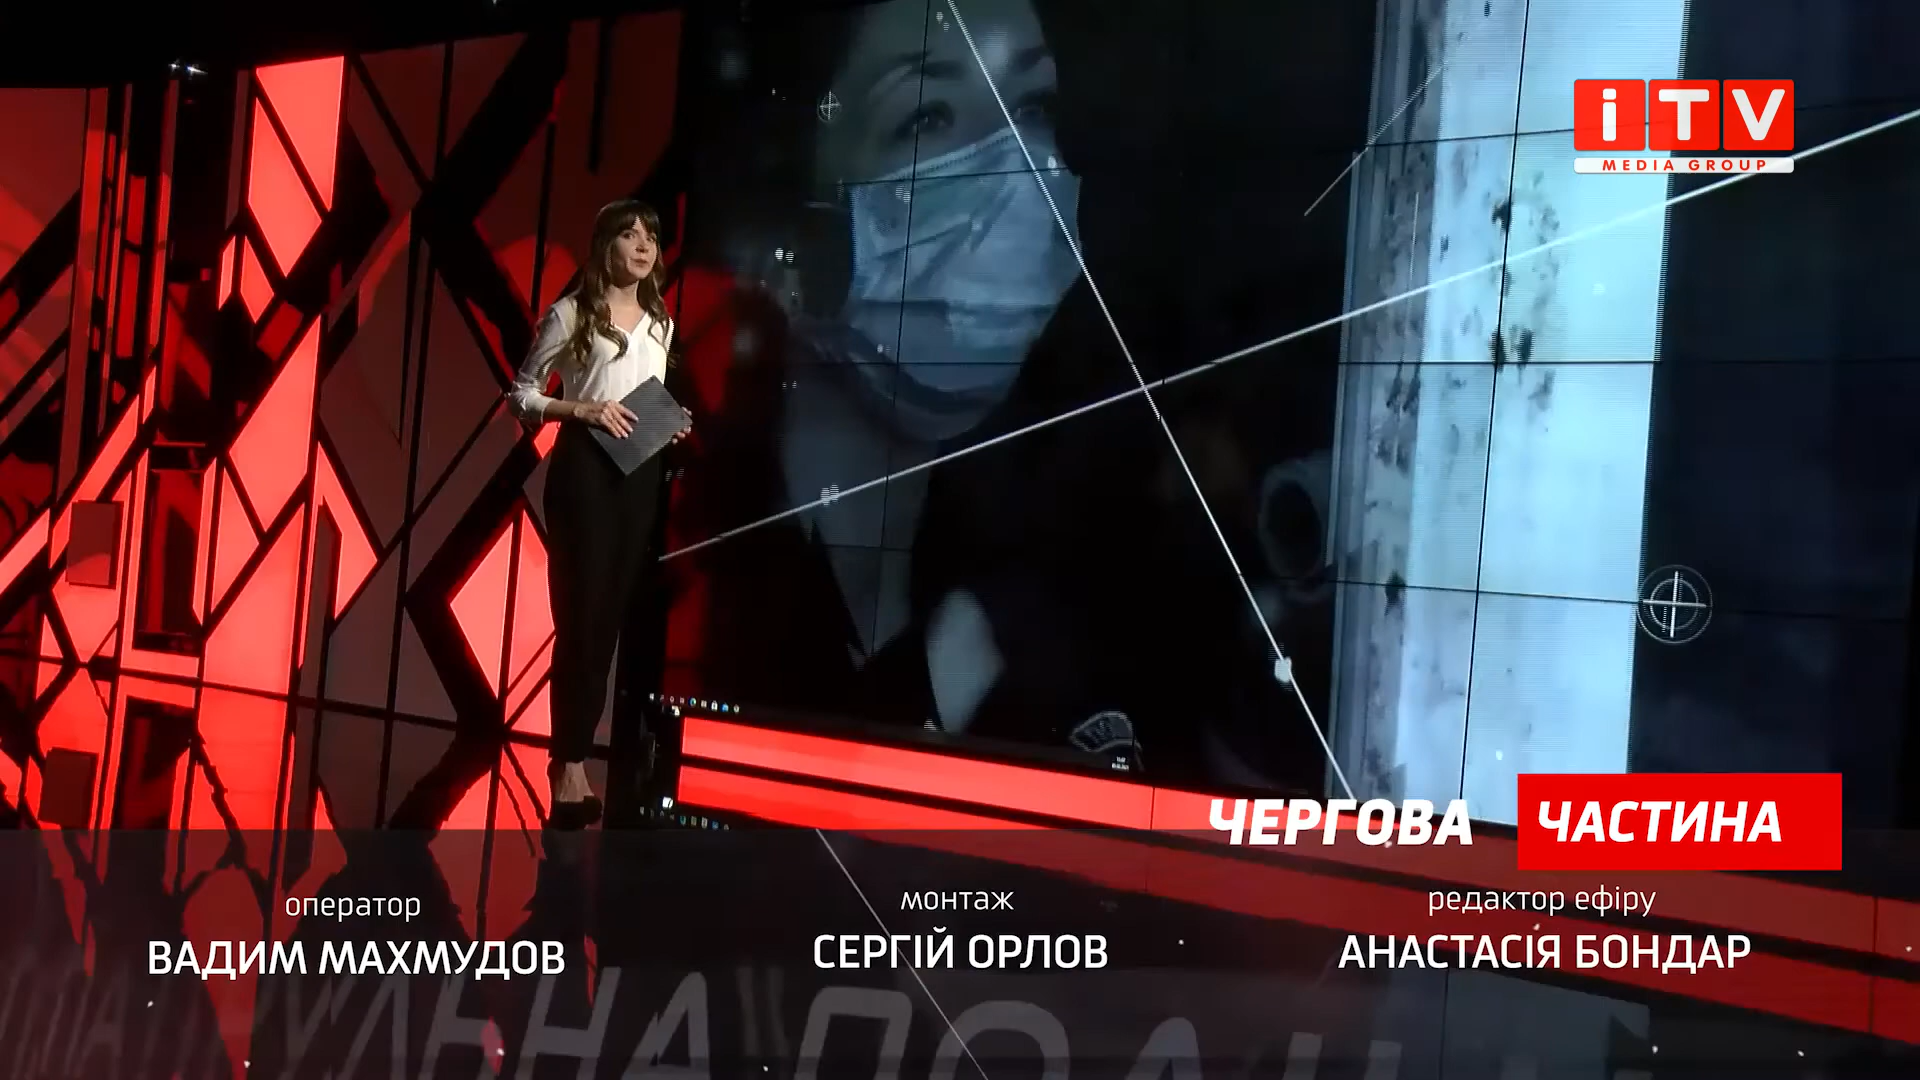 iTV
MEDIA GROUP
ЧЕРГОВА ЧАСТИНА
оператор
ВАДИМ МАХМУДОВ
монтаж
СЕРГІЙ ОРЛОВ
редактор ефіру
АНАСТАСІЯ БОНДАР